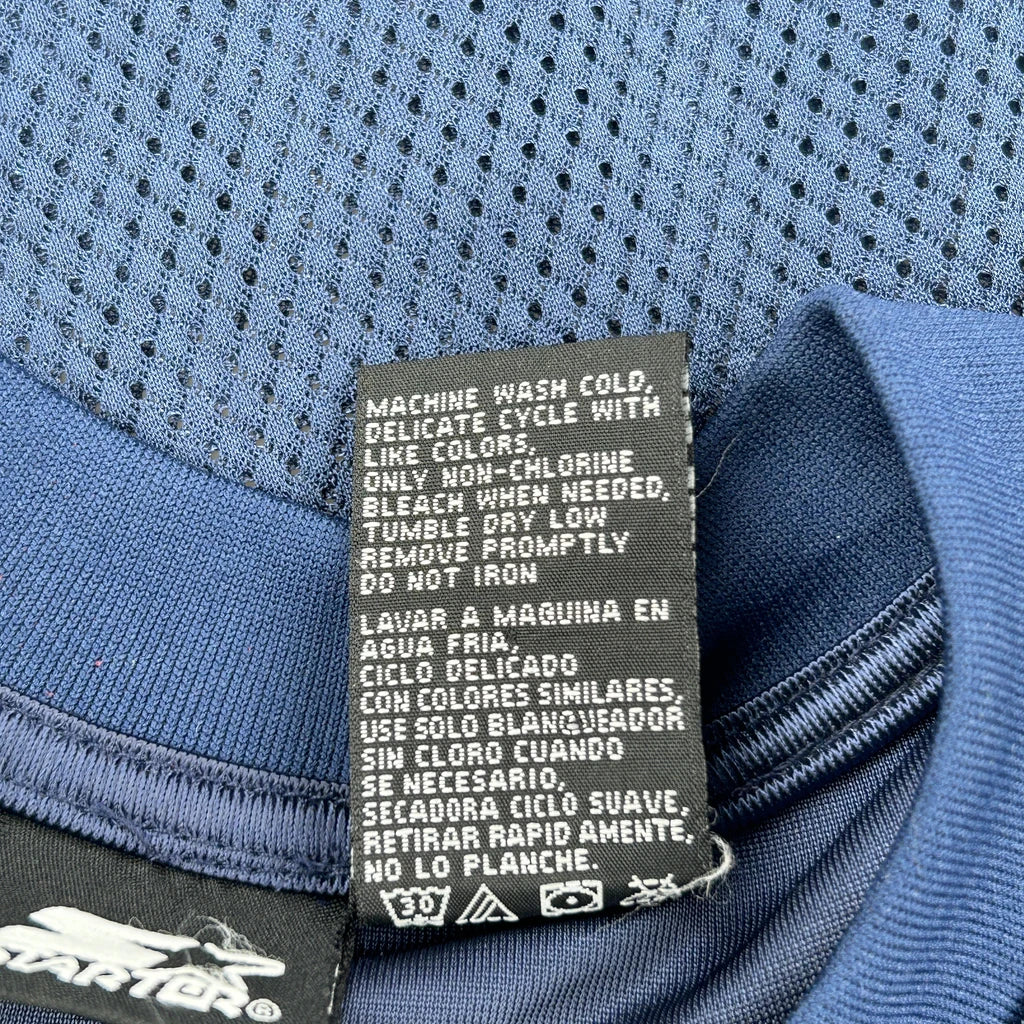 MACHINE WASH COLD,
DELICATE CYCLE WITH
LIKE COLORS,
ONLY NON-CHLORINE
BLEACH WHEN NEEDED,
TUMBLE DRY LOW
REMOVE PROMPTLY
DO NOT IRON
LAVAR A MAQUINA EN
AGUA FRIA,
CICLO DELICADO
CON COLORES SIMILARES,
USE SOLO BLANQUEADOR
SIN CLORO CUANDO
SE NECESARIO,
SECADORA CICLO SUAVE,
RETIRAR RAPID AMENTE,
NO LO PLANCHE.
30
STARTER®